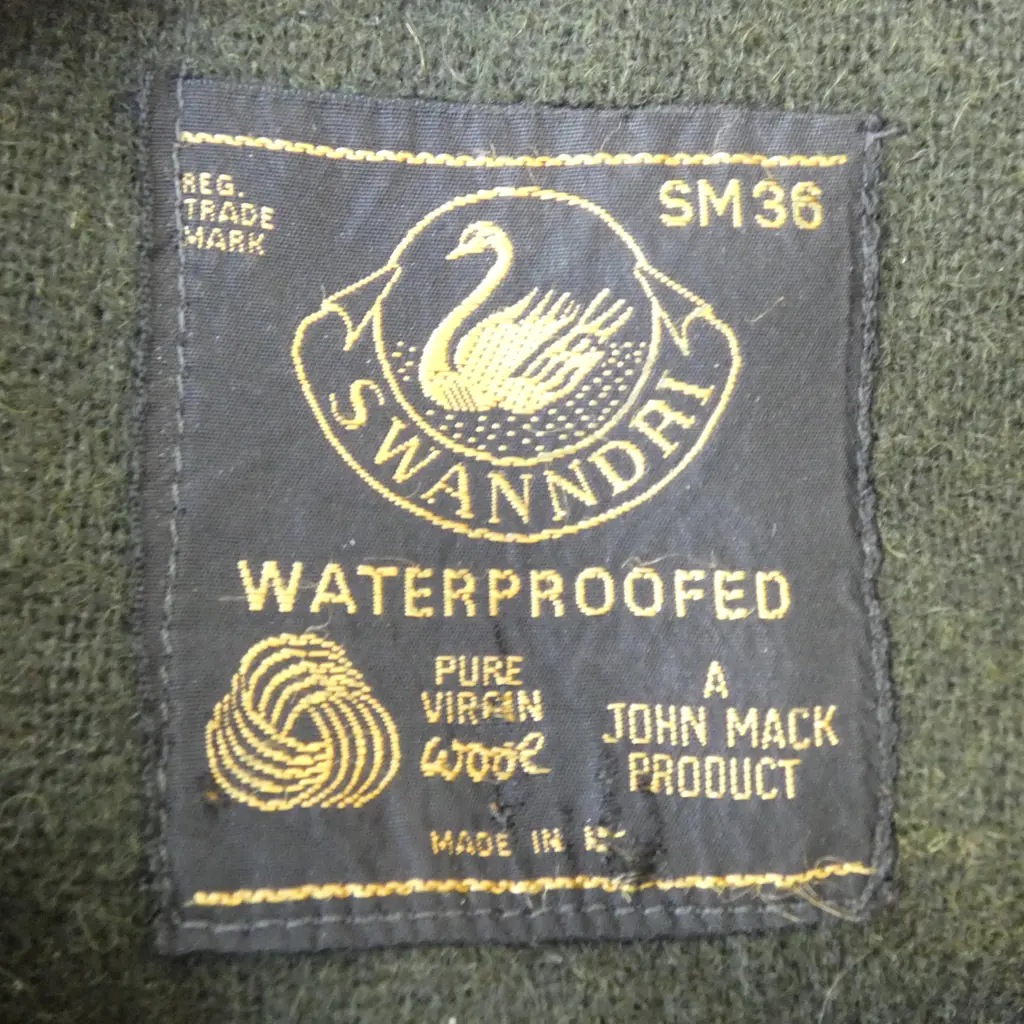 REG.
TRADE
MARK
SM36
SWANNDRI
WATERPROOFED
PURE
VIRGIN
wool
A
JOHN MACK
PRODUCT
MADE IN